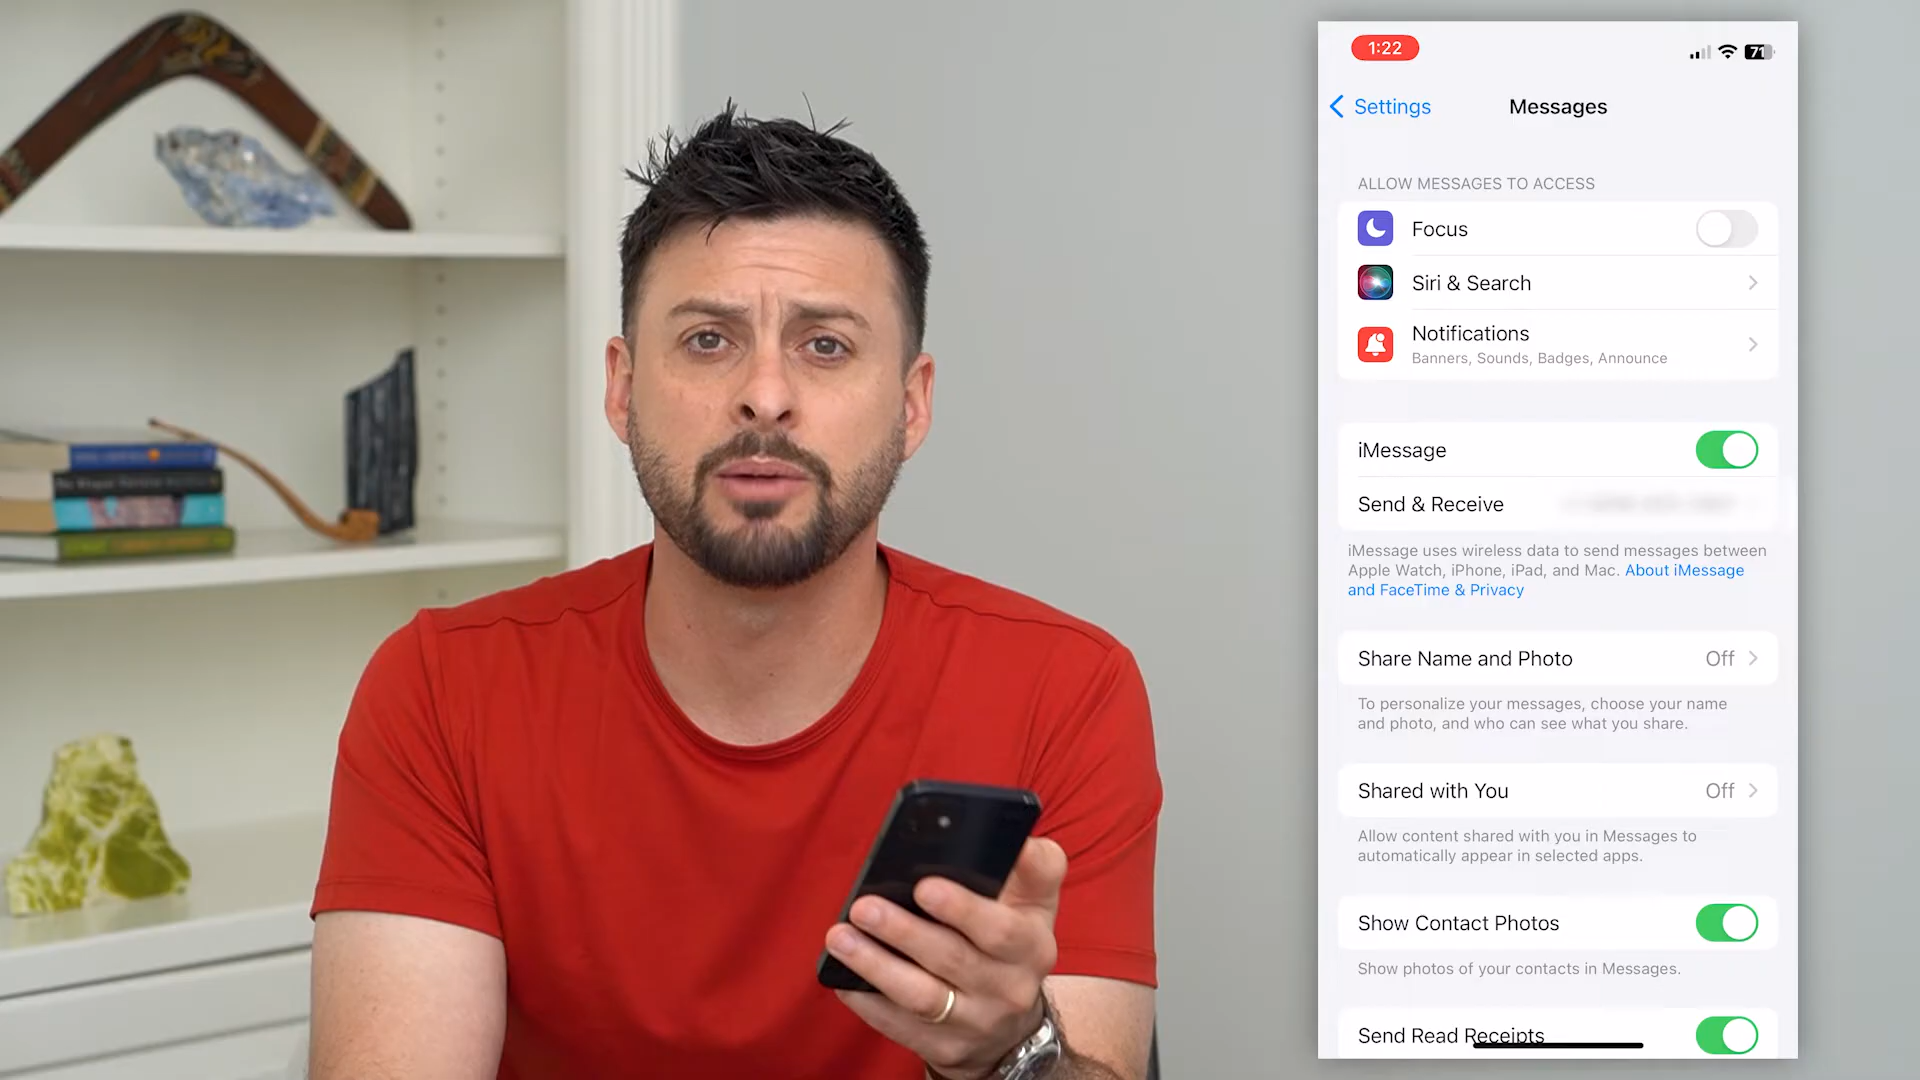 1:22
71
Settings
Messages
ALLOW MESSAGES TO ACCESS
Focus
Siri & Search
Notifications
Banners, Sounds, Badges, Announce
iMessage
Send & Receive
iMessage uses wireless data to send messages between
Apple Watch, iPhone, iPad, and Mac. About iMessage
and FaceTime & Privacy
Share Name and Photo Off
To personalize your messages, choose your name
and photo, and who can see what you share.
Shared with You Off
Allow content shared with you in Messages to
automatically appear in selected apps.
Show Contact Photos
Show photos of your contacts in Messages.
Send Read Receipts